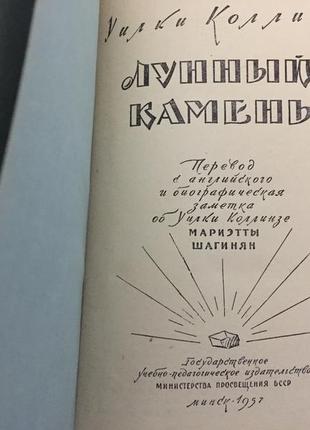 Уилки Колли
ЛУННЫЙ
КАМЕНЬ
Перевод
с английского
и биографическая
заметка
об Уилки Коллинзе
МАРИЭТТЫ
ШАГИНЯН
Государственное
учебно-педагогическое издательство
МИНИСТЕРСТВА ПРОСВЕЩЕНИЯ БССР
МИНСК-1957